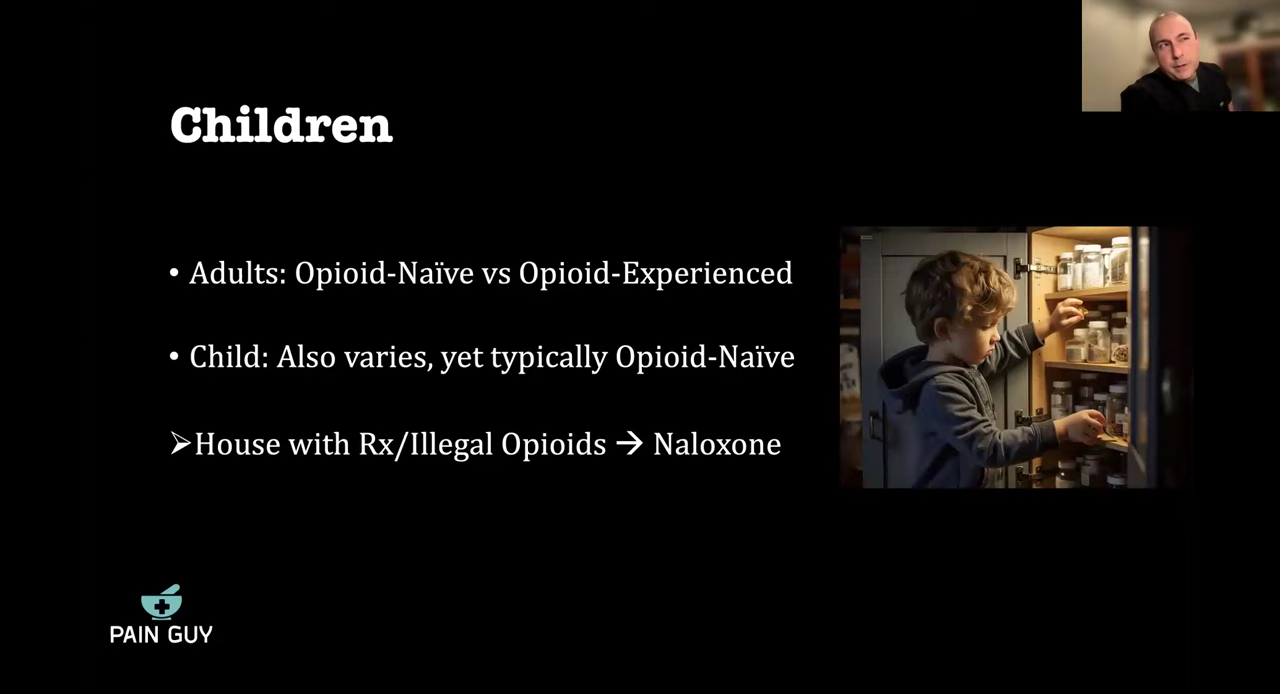 Children
• Adults: Opioid-Naïve vs Opioid-Experienced
• Child: Also varies, yet typically Opioid-Naïve
➢House with Rx/Illegal Opioids → Naloxone
PAIN GUY